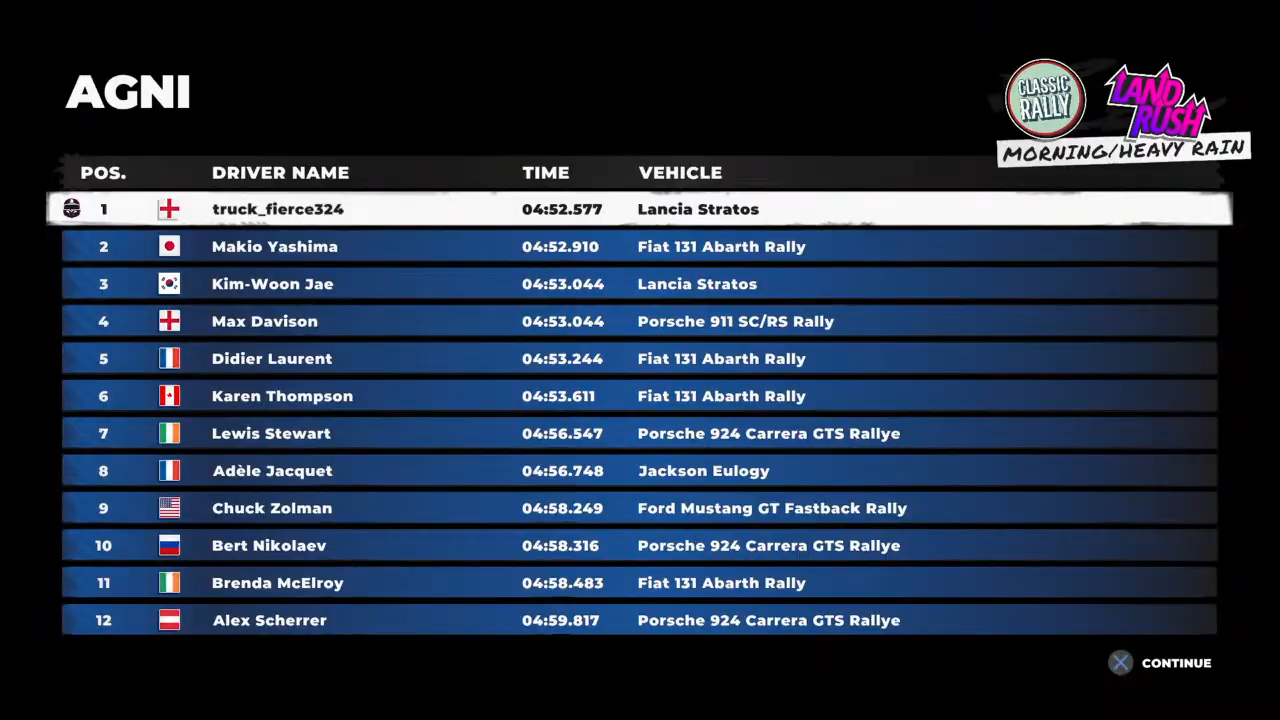 AGNI
CLASSIC RALLY
LAND RUSH
MORNING/HEAVY RAIN
POS. DRIVER NAME TIME VEHICLE
1 truck_fierce324 04:52.577 Lancia Stratos
2 Makio Yashima 04:52.910 Fiat 131 Abarth Rally
3 Kim-Woon Jae 04:53.044 Lancia Stratos
4 Max Davison 04:53.044 Porsche 911 SC/RS Rally
5 Didier Laurent 04:53.244 Fiat 131 Abarth Rally
6 Karen Thompson 04:53.611 Fiat 131 Abarth Rally
7 Lewis Stewart 04:56.547 Porsche 924 Carrera GTS Rallye
8 Adèle Jacquet 04:56.748 Jackson Eulogy
9 Chuck Zolman 04:58.249 Ford Mustang GT Fastback Rally
10 Bert Nikolaev 04:58.316 Porsche 924 Carrera GTS Rallye
11 Brenda McElroy 04:58.483 Fiat 131 Abarth Rally
12 Alex Scherrer 04:59.817 Porsche 924 Carrera GTS Rallye
CONTINUE